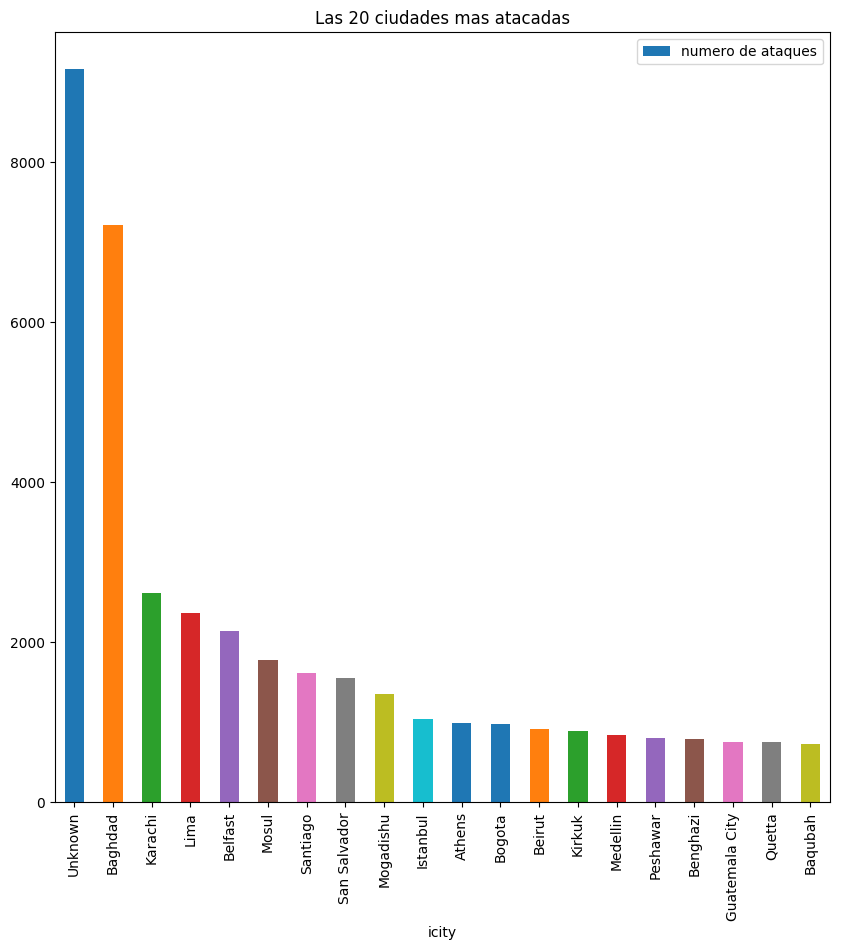 Las 20 ciudades mas atacadas
numero de ataques
8000
6000
4000
2000
0
Unknown
Baghdad
Karachi
Lima
Belfast
Mosul
Santiago
San Salvador
Mogadishu
Istanbul
Athens
Bogota
Beirut
Kirkuk
Medellin
Peshawar
Benghazi
Guatemala City
Quetta
Baqubah
icity